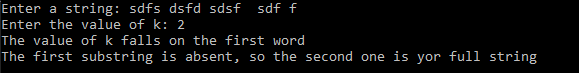 Enter a string: sdfs dsfd sdsf  sdf f
Enter the value of k: 2
The value of k falls on the first word
The first substring is absent, so the second one is yor full string